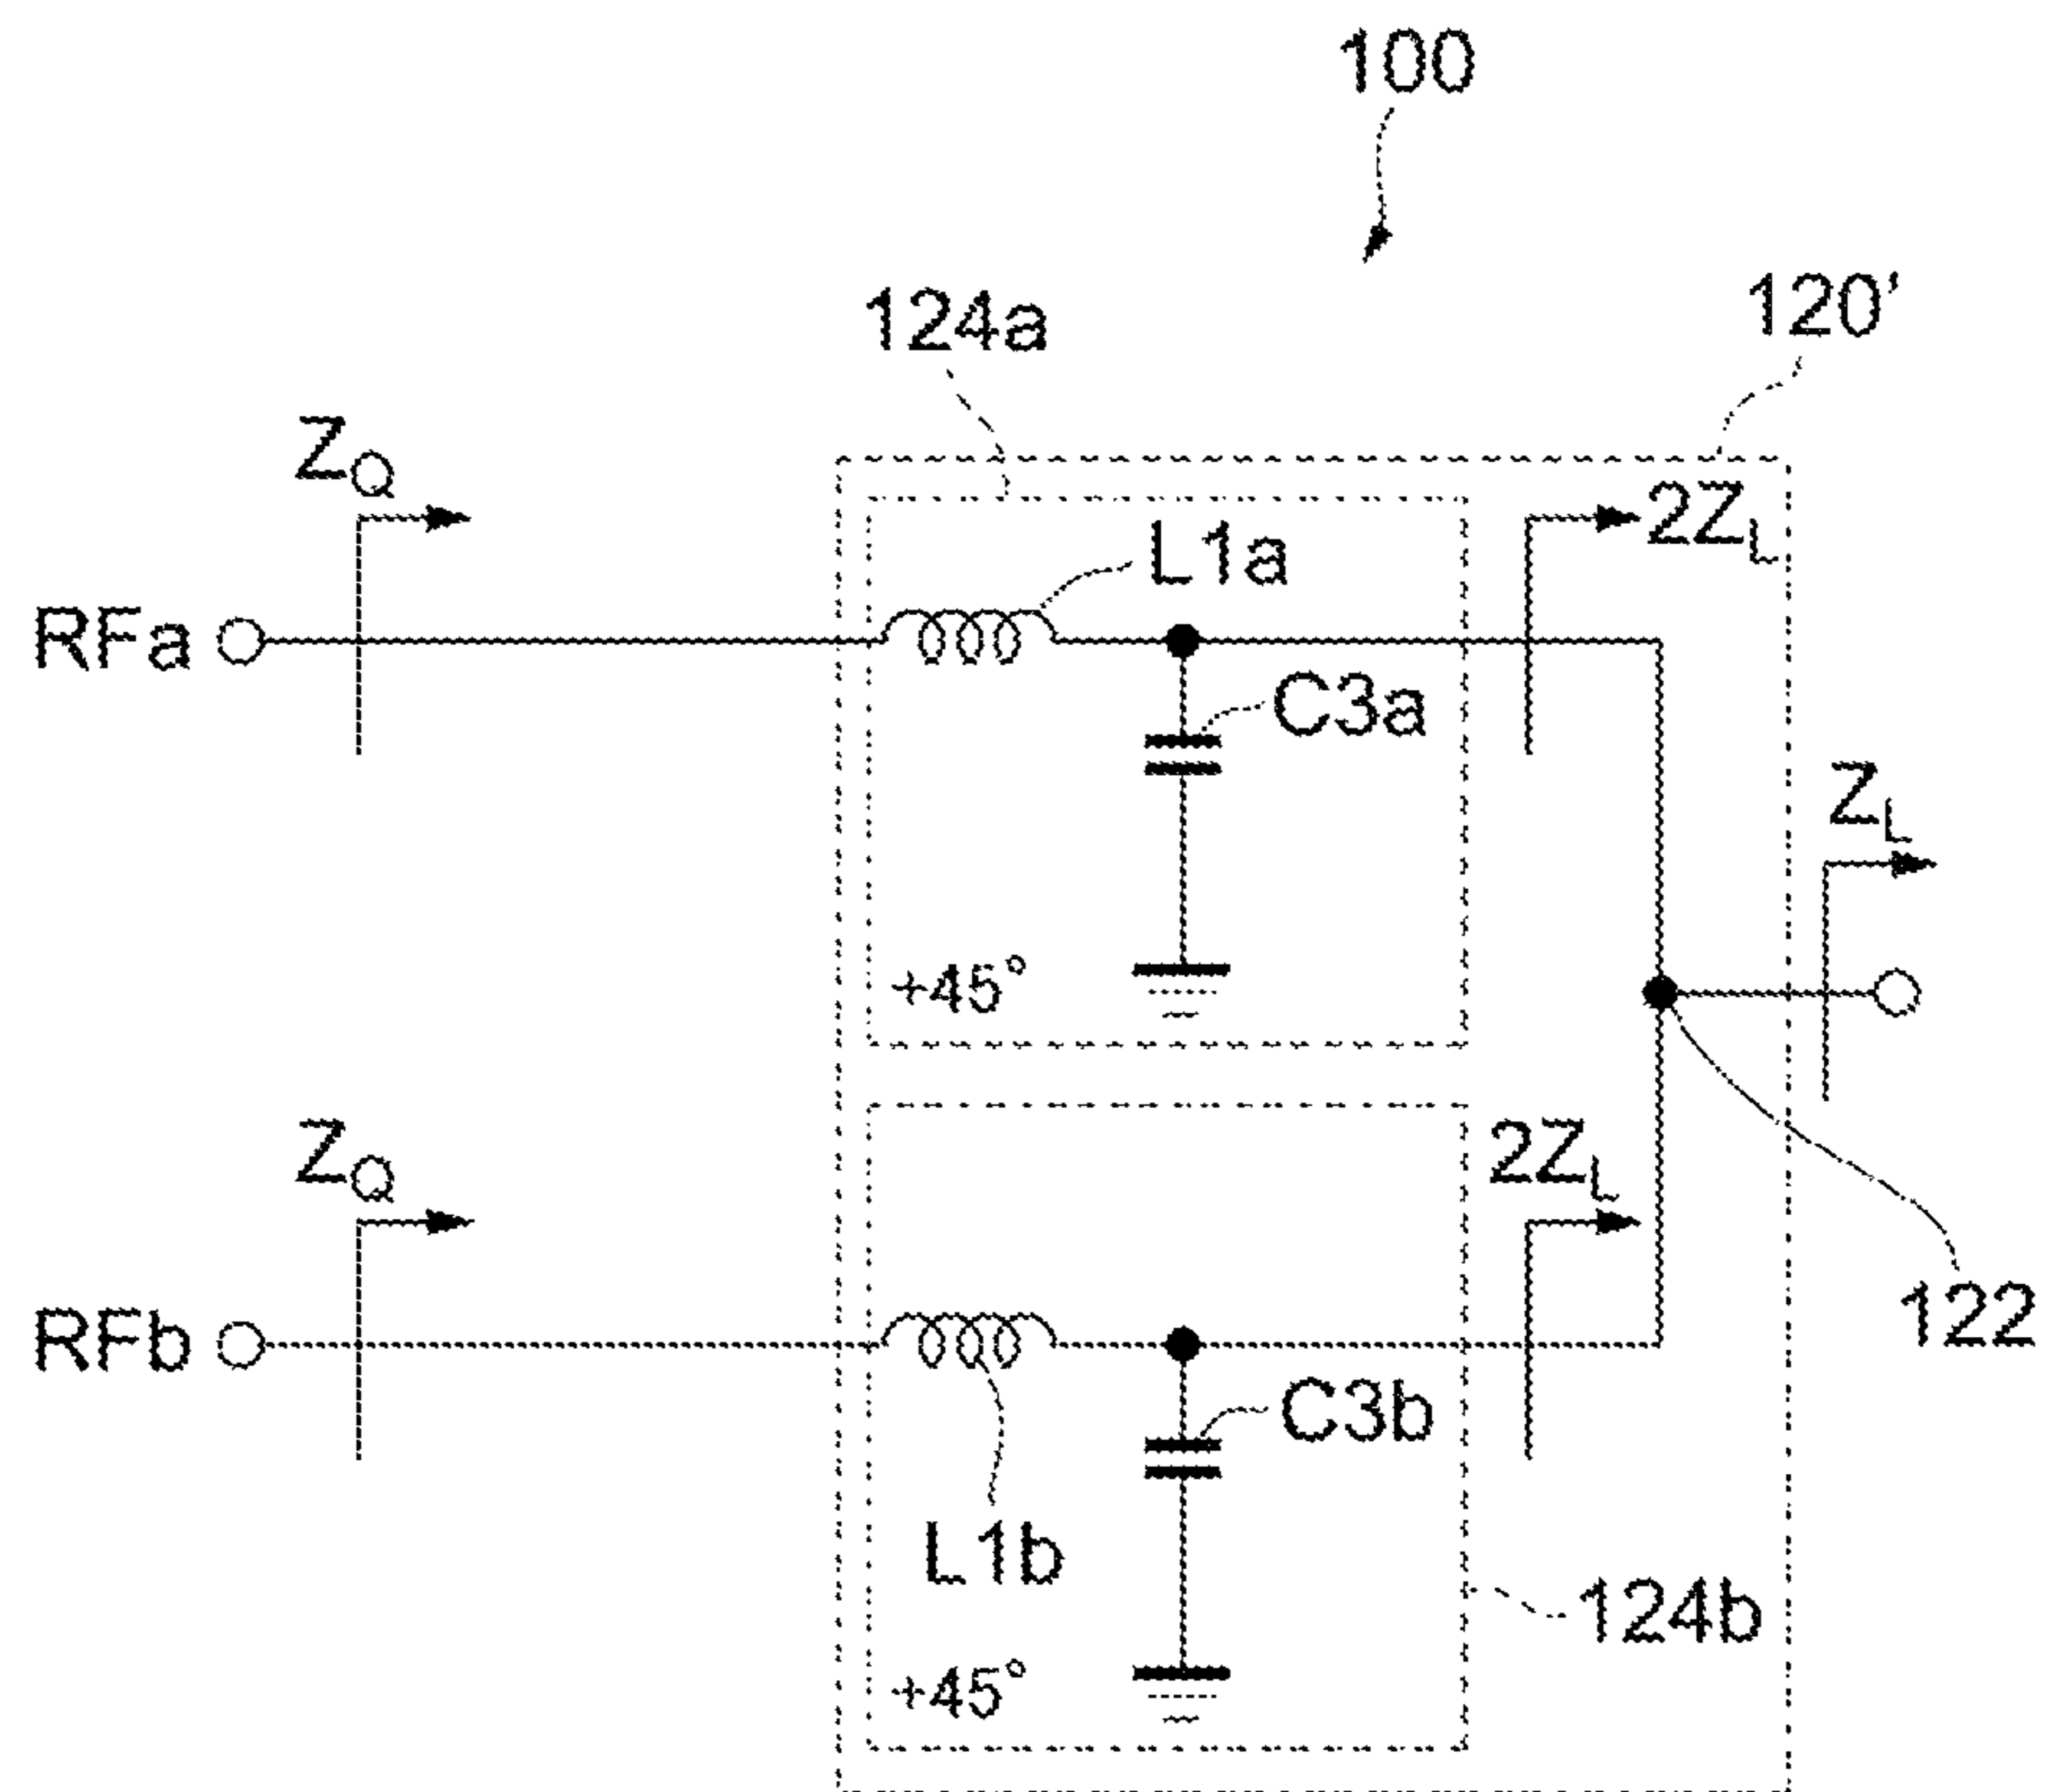 100
124a
120'
ZQ
2ZL
L1a
RFa
C3a
ZL
+45°
ZQ
2ZL
122
RFb
C3b
L1b
124b
+45°